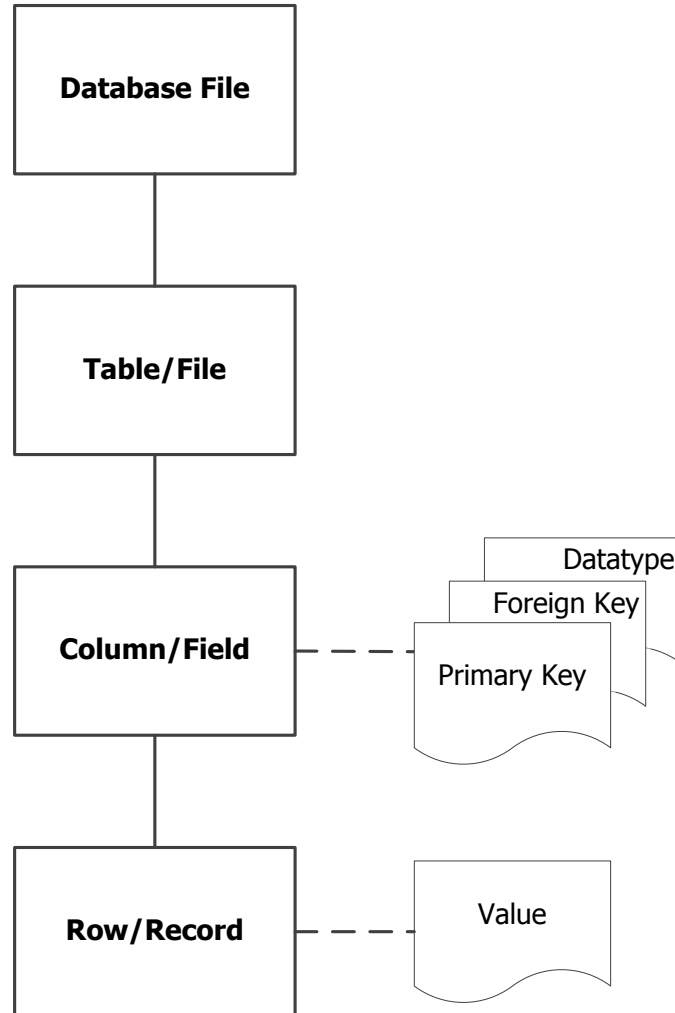 Database File
Table/File
Datatype
Foreign Key
Column/Field
Primary Key
Row/Record
Value